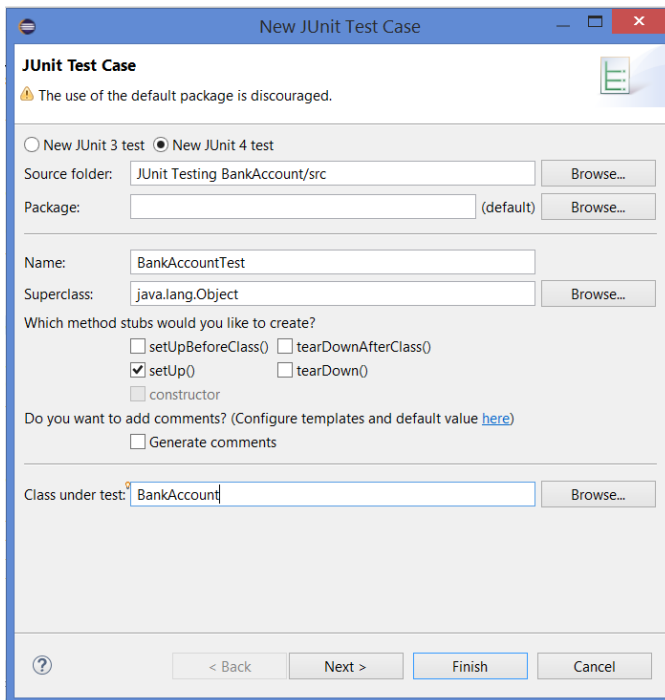 New JUnit Test Case
JUnit Test Case
The use of the default package is discouraged.
New JUnit 3 test New JUnit 4 test
Source folder: JUnit Testing BankAccount/src Browse...
Package: (default) Browse...
Name: BankAccountTest
Superclass: java.lang.Object Browse...
Which method stubs would you like to create?
setUpBeforeClass() tearDownAfterClass()
setUp() tearDown()
constructor
Do you want to add comments? (Configure templates and default value here)
Generate comments
Class under test: BankAccount Browse...
? < Back Next > Finish Cancel